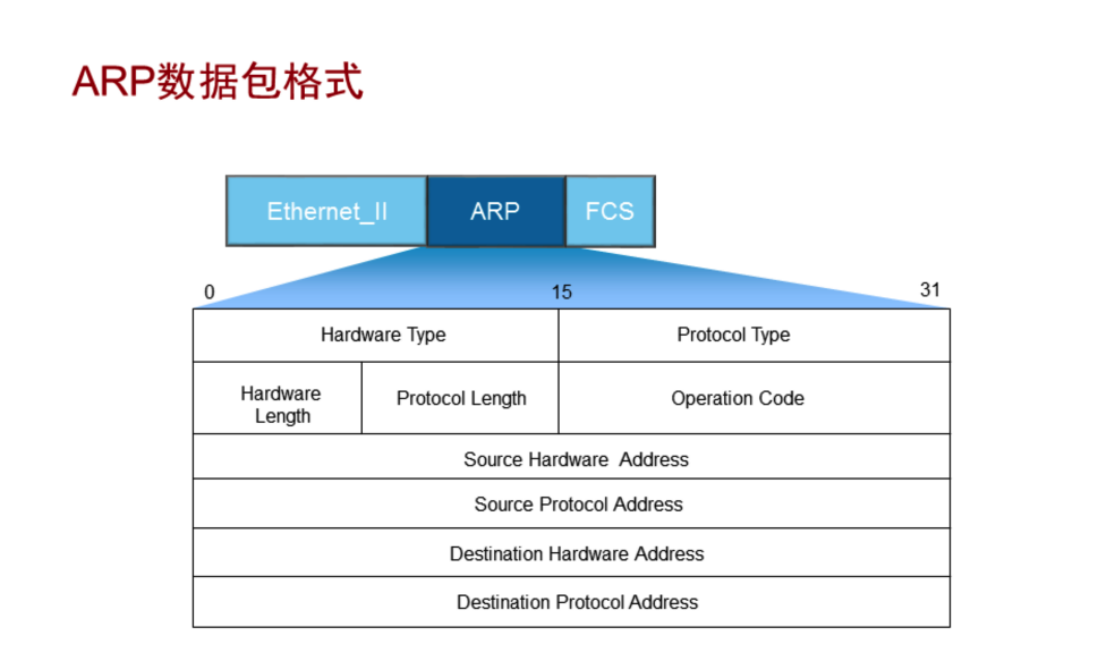 ARP数据包格式
Ethernet_II ARP FCS
0 15 31
Hardware Type Protocol Type
Hardware
Length
Protocol Length Operation Code
Source Hardware Address
Source Protocol Address
Destination Hardware Address
Destination Protocol Address